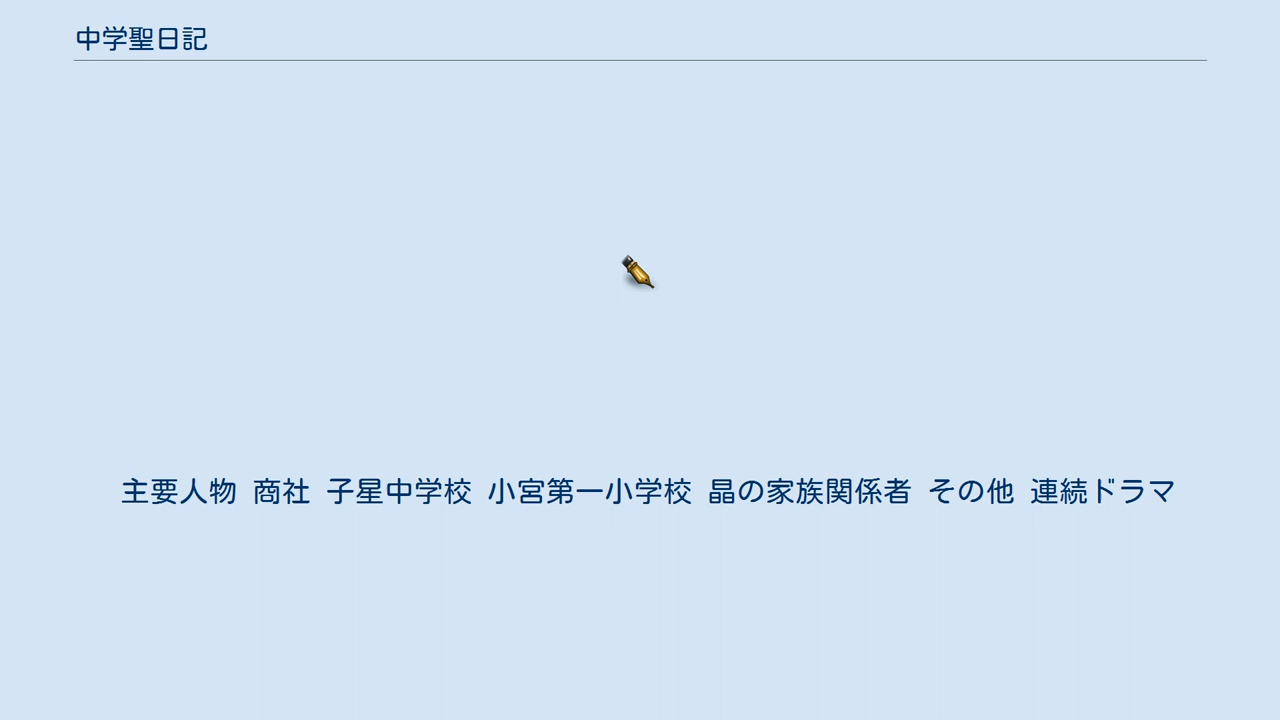 中学聖日記
主要人物 商社 子星中学校 小宮第一小学校 晶の家族関係者 その他 連続ドラマ